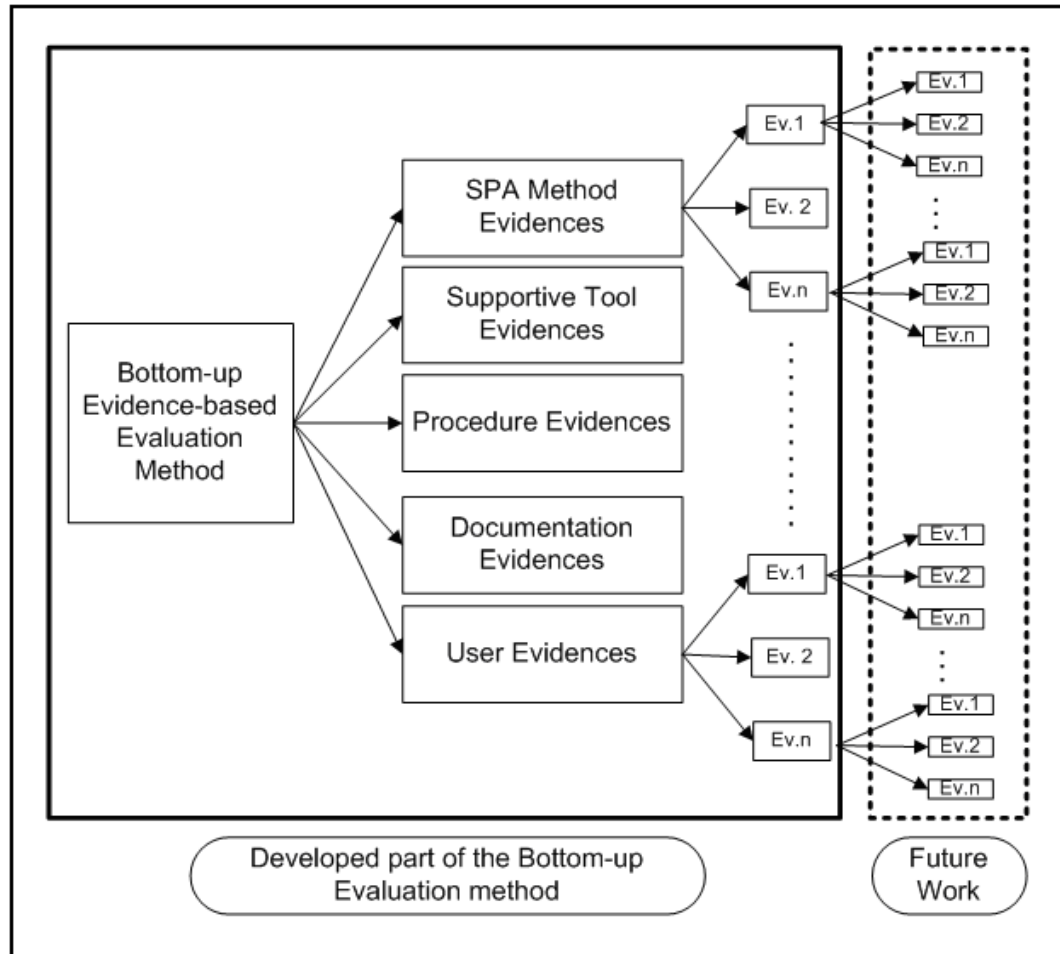 Bottom-up
Evidence-based
Evaluation
Method
SPA Method
Evidences
Supportive Tool
Evidences
Procedure Evidences
Documentation
Evidences
User Evidences
Ev.1
Ev. 2
Ev.n
Ev.1
Ev. 2
Ev.n
Ev.1
Ev.2
Ev.n
Ev.1
Ev.2
Ev.n
Ev.1
Ev.2
Ev.n
Ev.1
Ev.2
Ev.n
Developed part of the Bottom-up
Evaluation method
Future
Work